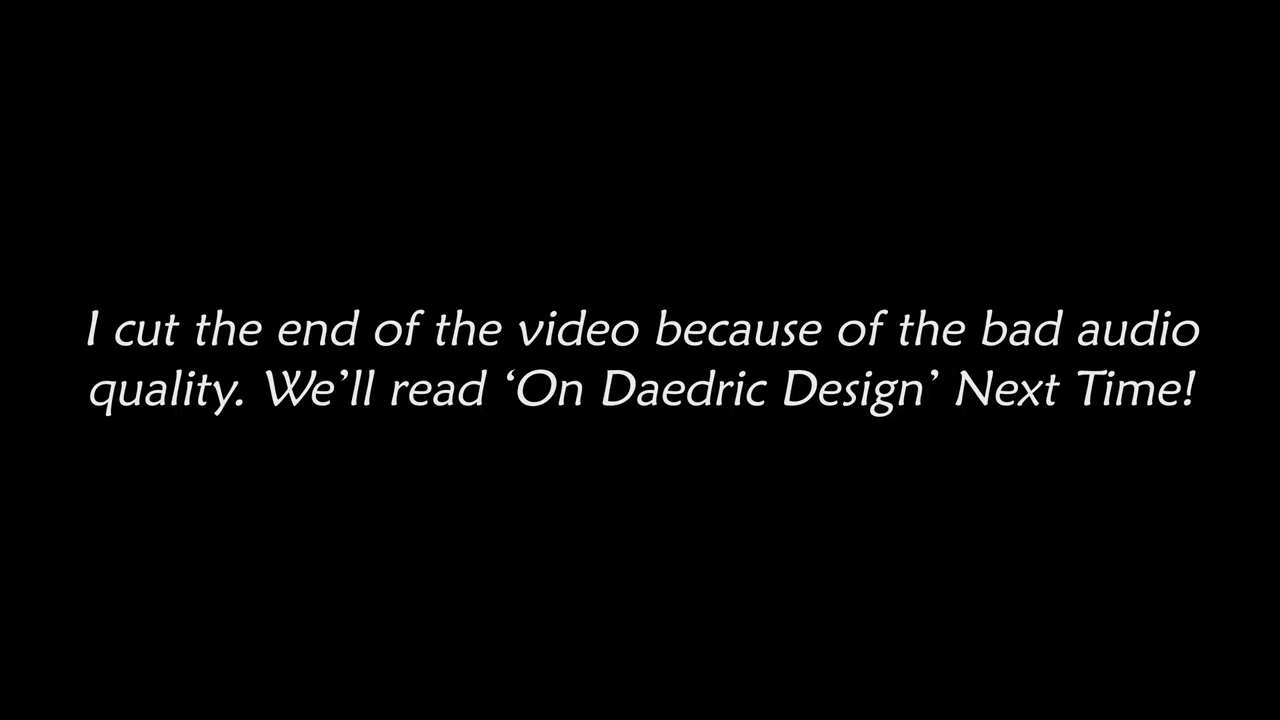 I cut the end of the video because of the bad audio
quality. We’ll read ‘On Daedric Design’ Next Time!